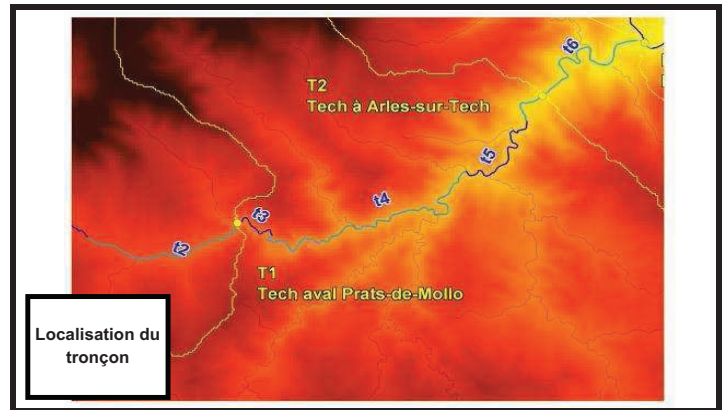 t6
T2
Tech à Arles-sur-Tech
t5
t4
t3
t2
T1
Tech aval Prats-de-Mollo
Localisation du
tronçon